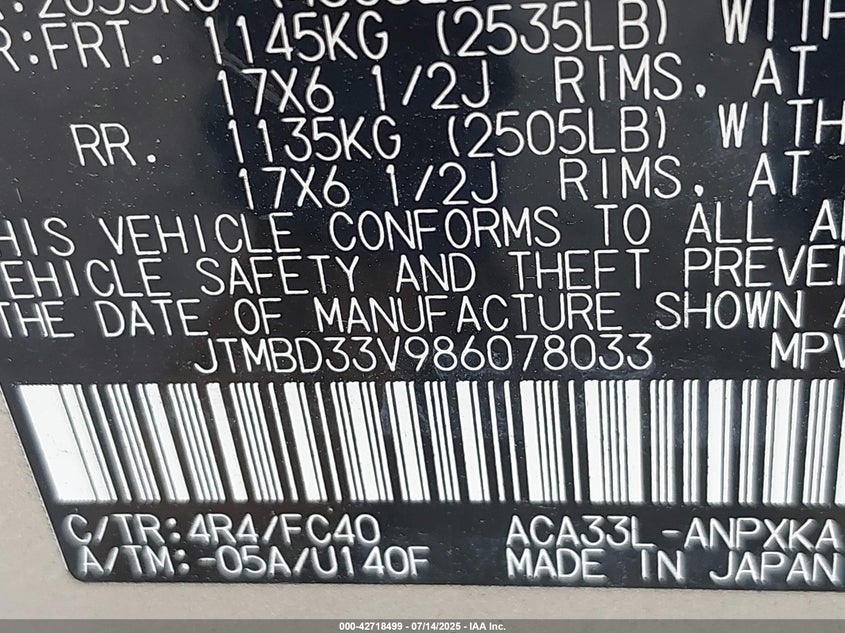 R:FRT. 1145KG (2535LB) WITH
17X6 1/2J RIMS, AT
RR. 1135KG (2505LB) WITH
17X6 1/2J RIMS, AT
HIS VEHICLE CONFORMS TO ALL A
EHICLE SAFETY AND THEFT PREVEN
THE DATE OF MANUFACTURE SHOWN A
JTMBD33V986078033 MPV
C/TR:4R4/FC40 ACA33L-ANPXKA
A/TM:-05A/U140F MADE IN JAPAN
000-42718499 - 07/14/2025 - IAA Inc.